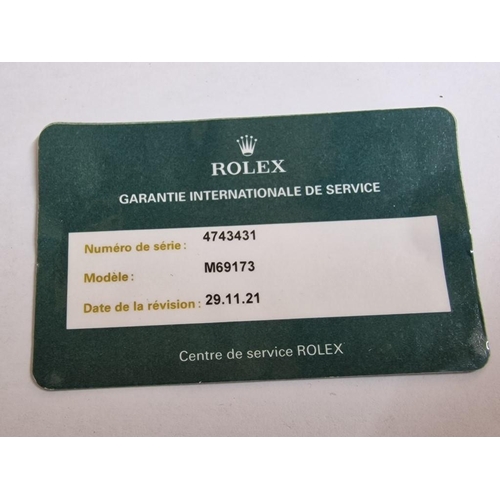 ROLEX
GARANTIE INTERNATIONALE DE SERVICE
Numéro de série: 4743431
Modèle: M69173
Date de la révision: 29.11.21
Centre de service ROLEX